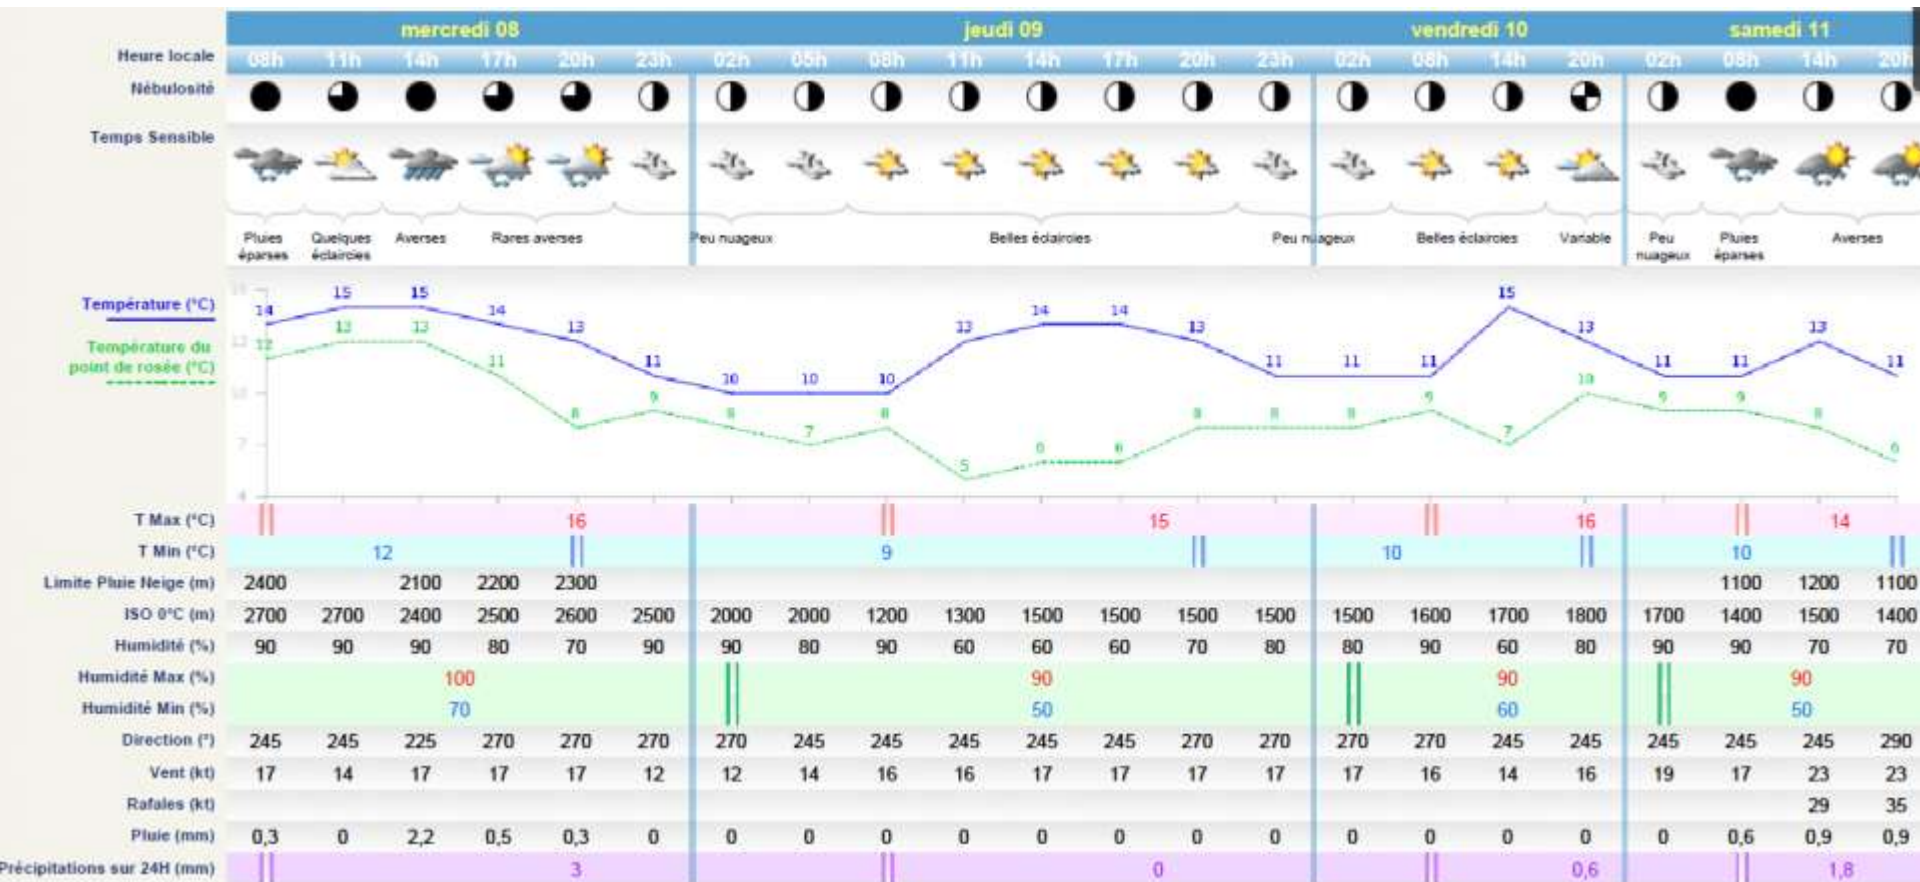 mercredi 08 jeudi 09 vendredi 10 samedi 11
Heure locale 08h 11h 14h 17h 20h 23h 02h 05h 08h 11h 14h 17h 20h 23h 02h 08h 14h 20h 02h 08h 14h 20h
Nébulosité
Temps Sensible
Pluies éparses Quelques éclaircies Averses Rares averses Peu nuageux Belles éclaircies Peu nuageux Belles éclaircies Variable Peu nuageux Pluies éparses Averses
Température (°C) 14 15 15 14 13 11 10 10 10 13 14 14 13 11 11 11 15 13 11 11 13 11
Température du
point de rosée (°C) 12 13 13 11 8 9 8 7 8 5 6 6 8 8 8 9 7 10 9 9 8 6
13
10
7
4
T Max (°C) 16 15 16 14
T Min (°C) 12 9 10 10
Limite Pluie Neige (m) 2400 2100 2200 2300 1100 1200 1100
ISO 0°C (m) 2700 2700 2400 2500 2600 2500 2000 2000 1200 1300 1500 1500 1500 1500 1500 1600 1700 1800 1700 1400 1500 1400
Humidité (%) 90 90 90 80 70 90 90 80 90 60 60 60 70 80 80 90 60 80 90 90 70 70
Humidité Max (%) 100 90 90 90
Humidité Min (%) 70 50 60 50
Direction (°) 245 245 225 270 270 270 270 245 245 245 245 245 270 270 270 270 245 245 245 245 245 290
Vent (kt) 17 14 17 17 17 12 12 14 16 16 17 17 17 17 17 16 14 16 19 17 23 23
Rafales (kt) 29 35
Pluie (mm) 0,3 0 2,2 0,5 0,3 0 0 0 0 0 0 0 0 0 0 0 0 0 0 0,6 0,9 0,9
Précipitations sur 24H (mm) 3 0 0,6 1,8